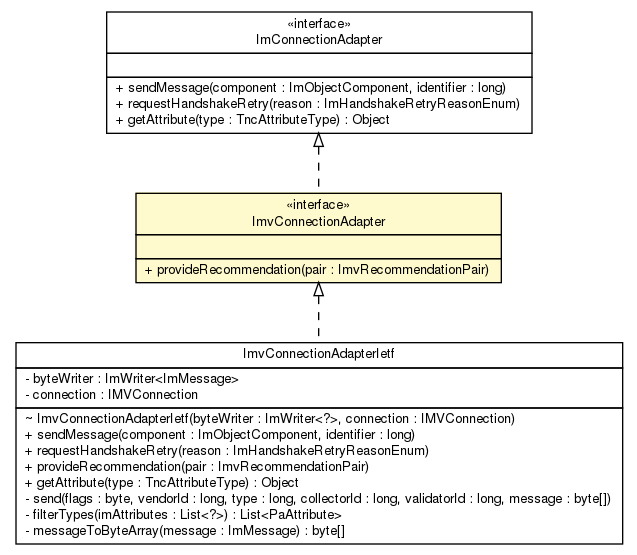 «interface»
ImConnectionAdapter
+ sendMessage(component : ImObjectComponent, identifier : long)
+ requestHandshakeRetry(reason : ImHandshakeRetryReasonEnum)
+ getAttribute(type : TncAttributeType) : Object
«interface»
ImvConnectionAdapter
+ provideRecommendation(pair : ImvRecommendationPair)
ImvConnectionAdapterIetf
- byteWriter : ImWriter<ImMessage>
- connection : IMVConnection
~ ImvConnectionAdapterIetf(byteWriter : ImWriter<?>, connection : IMVConnection)
+ sendMessage(component : ImObjectComponent, identifier : long)
+ requestHandshakeRetry(reason : ImHandshakeRetryReasonEnum)
+ provideRecommendation(pair : ImvRecommendationPair)
+ getAttribute(type : TncAttributeType) : Object
- send(flags : byte, vendorId : long, type : long, collectorId : long, validatorId : long, message : byte[])
- filterTypes(imAttributes : List<?>) : List<PaAttribute>
- messageToByteArray(message : ImMessage) : byte[]